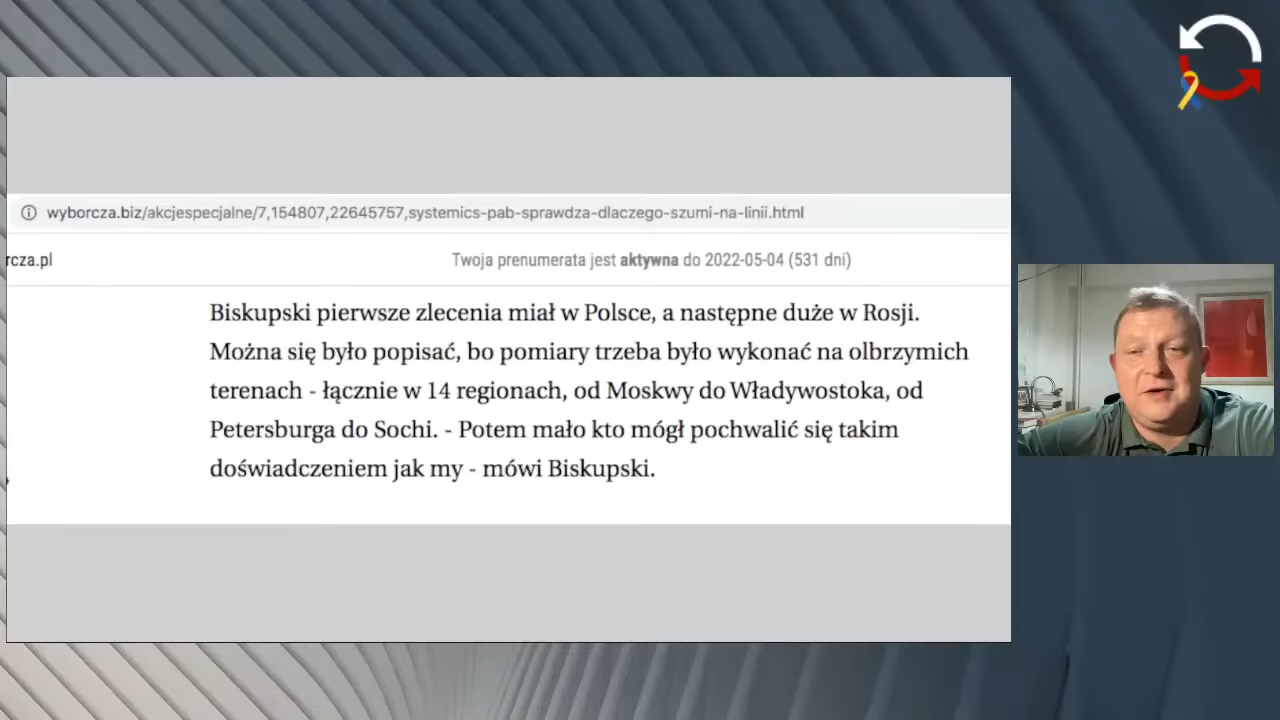 wyborcza.biz/akcjespecjalne/7,154807,22645757,systemics-pab-sprawdza-dlaczego-szumi-na-linii.html
rcza.pl
Twoja prenumerata jest aktywna do 2022-05-04 (531 dni)
Biskupski pierwsze zlecenia miał w Polsce, a następne duże w Rosji.
Można się było popisać, bo pomiary trzeba było wykonać na olbrzymich
terenach - łącznie w 14 regionach, od Moskwy do Władywostoka, od
Petersburga do Sochi. - Potem mało kto mógł pochwalić się takim
doświadczeniem jak my - mówi Biskupski.